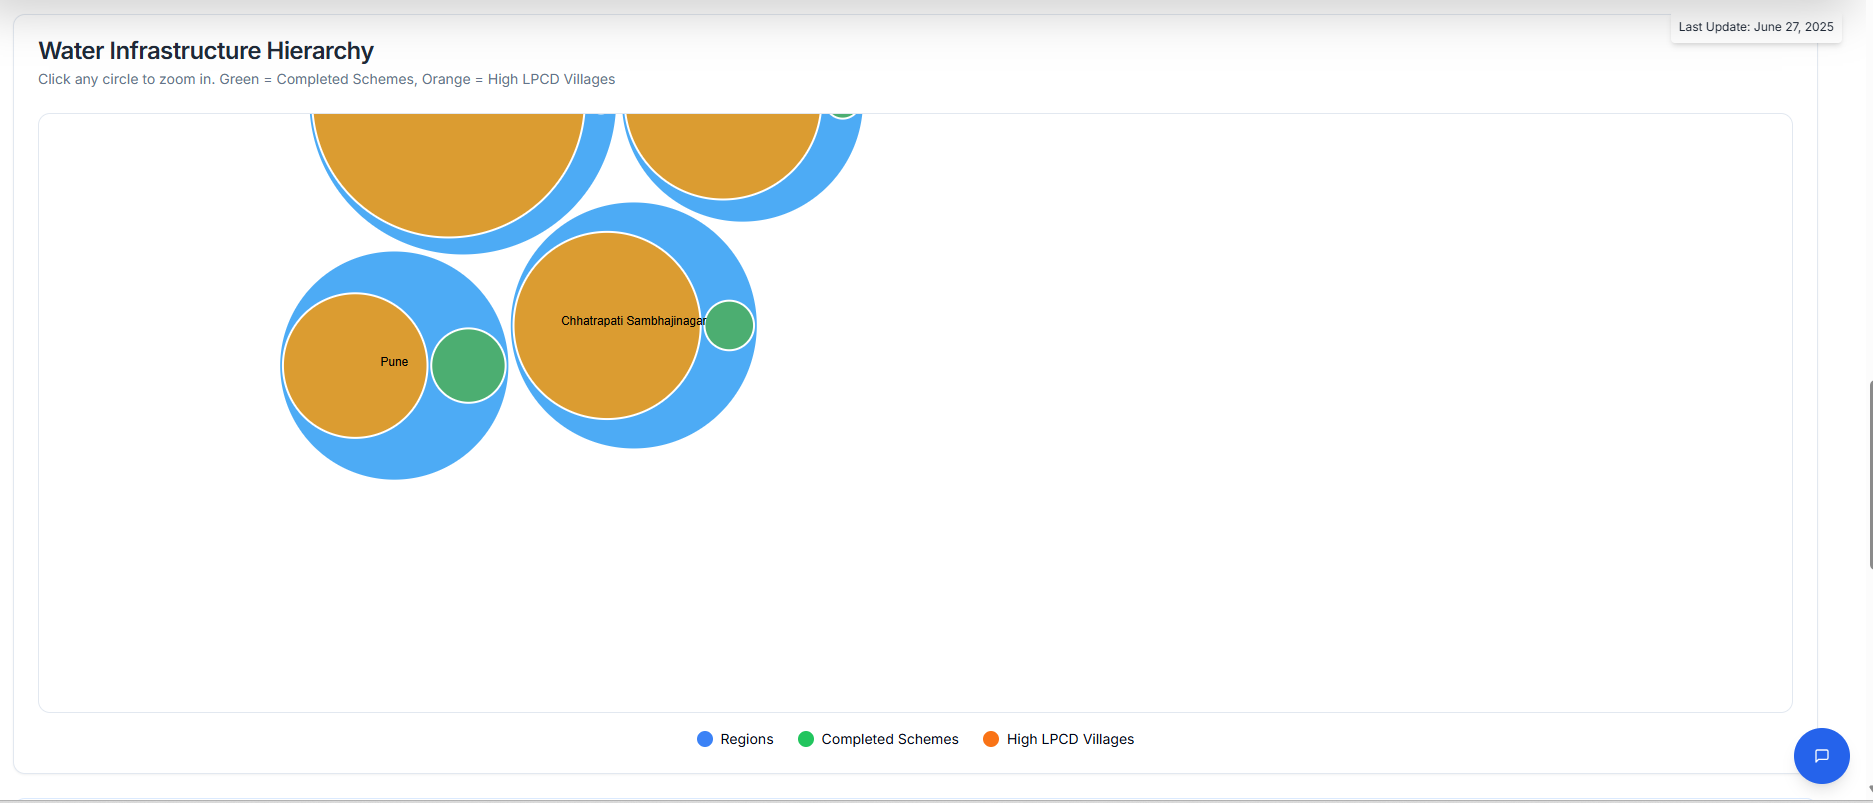 Last Update: June 27, 2025
Water Infrastructure Hierarchy
Click any circle to zoom in. Green = Completed Schemes, Orange = High LPCD Villages
Chhatrapati Sambhajinagar
Pune
Regions
Completed Schemes
High LPCD Villages